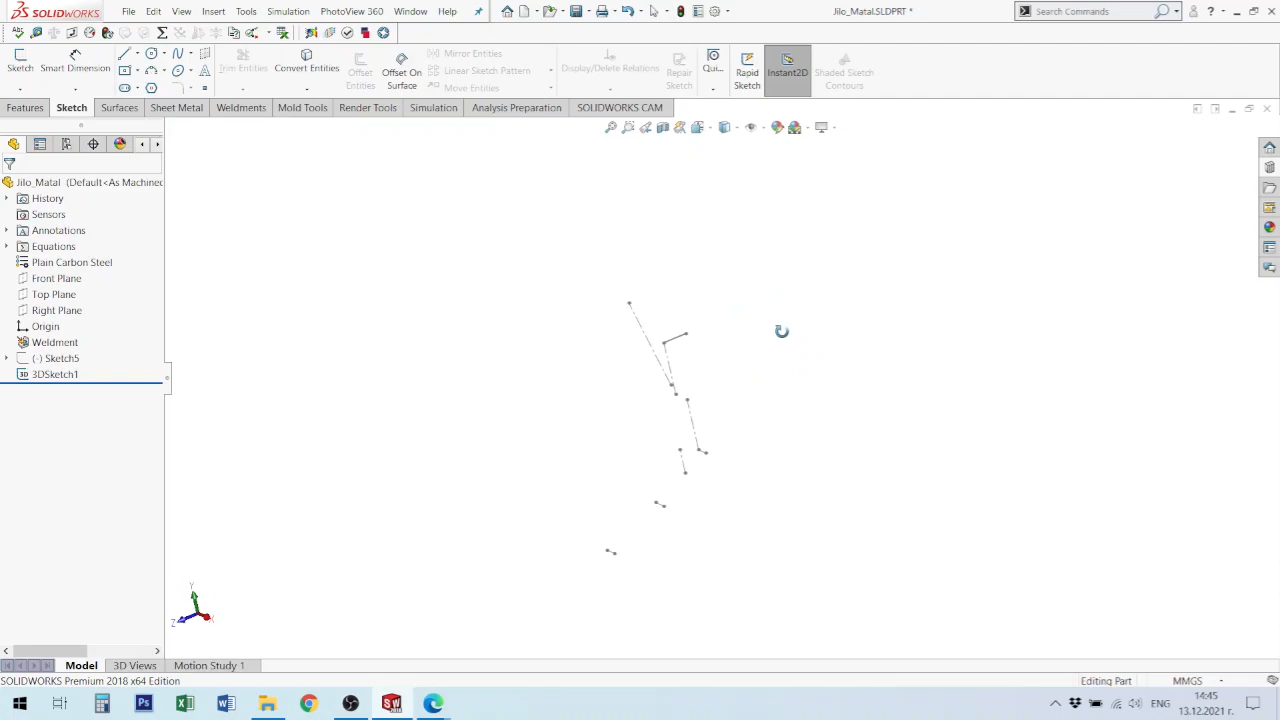 SOLIDWORKS
File Edit View Insert Tools Simulation PhotoView 360 Window Help
Jilo_Matal.SLDPRT *
Search Commands
Sketch
Smart Dimension
Trim Entities
Convert Entities
Offset Entities
Offset On Surface
Mirror Entities
Linear Sketch Pattern
Move Entities
Display/Delete Relations
Repair Sketch
Qui...
Rapid Sketch
Instant2D
Shaded Sketch Contours
Features Sketch Surfaces Sheet Metal Weldments Mold Tools Render Tools Simulation Analysis Preparation SOLIDWORKS CAM
Jilo_Matal (Default<As Machined
History
Sensors
Annotations
Equations
Plain Carbon Steel
Front Plane
Top Plane
Right Plane
Origin
Weldment
(-) Sketch5
3DSketch1
Y
Z
X
Model 3D Views Motion Study 1
SOLIDWORKS Premium 2018 x64 Edition
Editing Part
MMGS
ENG
14:45
13.12.2021 г.